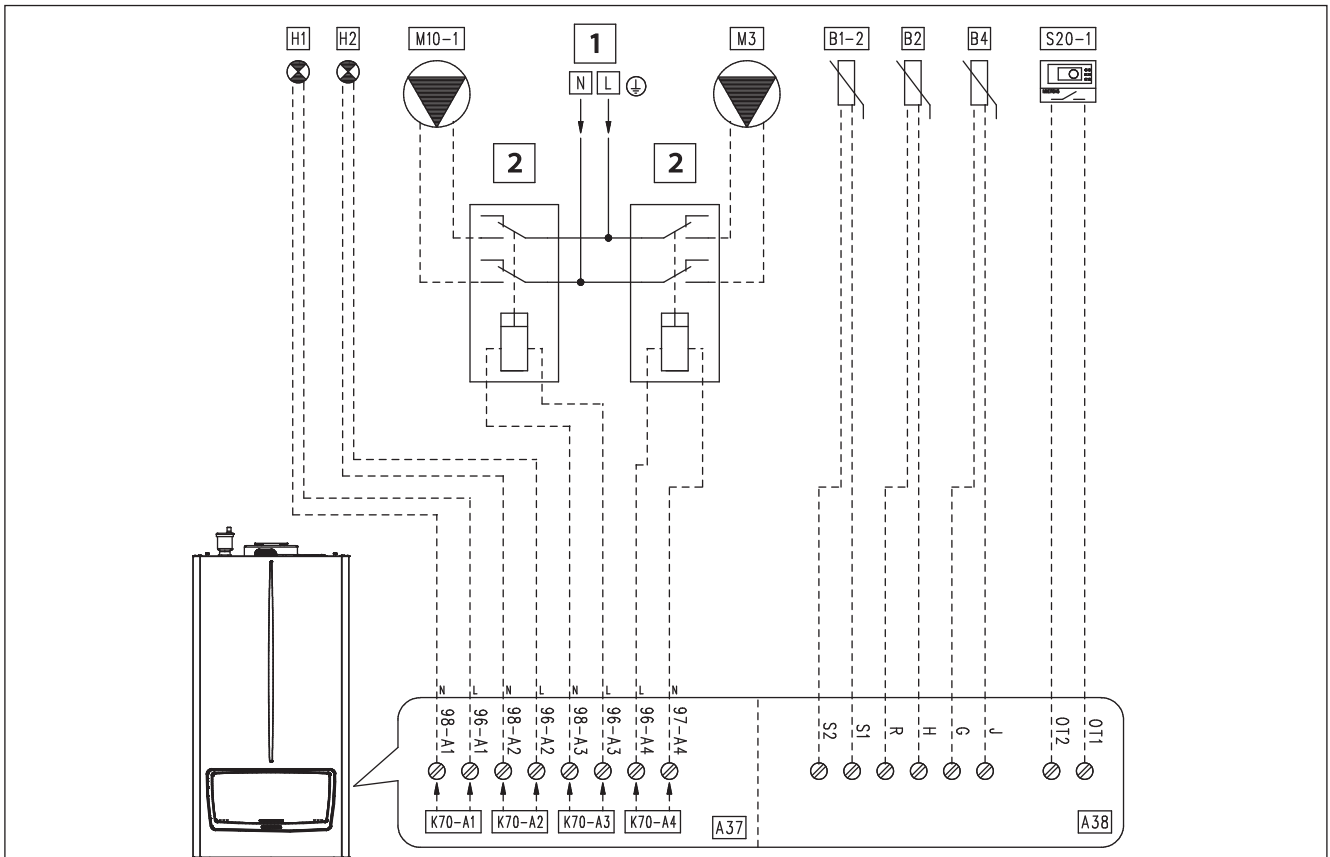 H1 H2 M10-1 1 M3 B1-2 B2 B4 S20-1
N L
2 2
N L N L N L L N
98-A1 96-A1 98-A2 96-A2 98-A3 96-A3 96-A4 97-A4 S2 S1 R H G J OT2 OT1
K70-A1 K70-A2 K70-A3 K70-A4 A37 A38